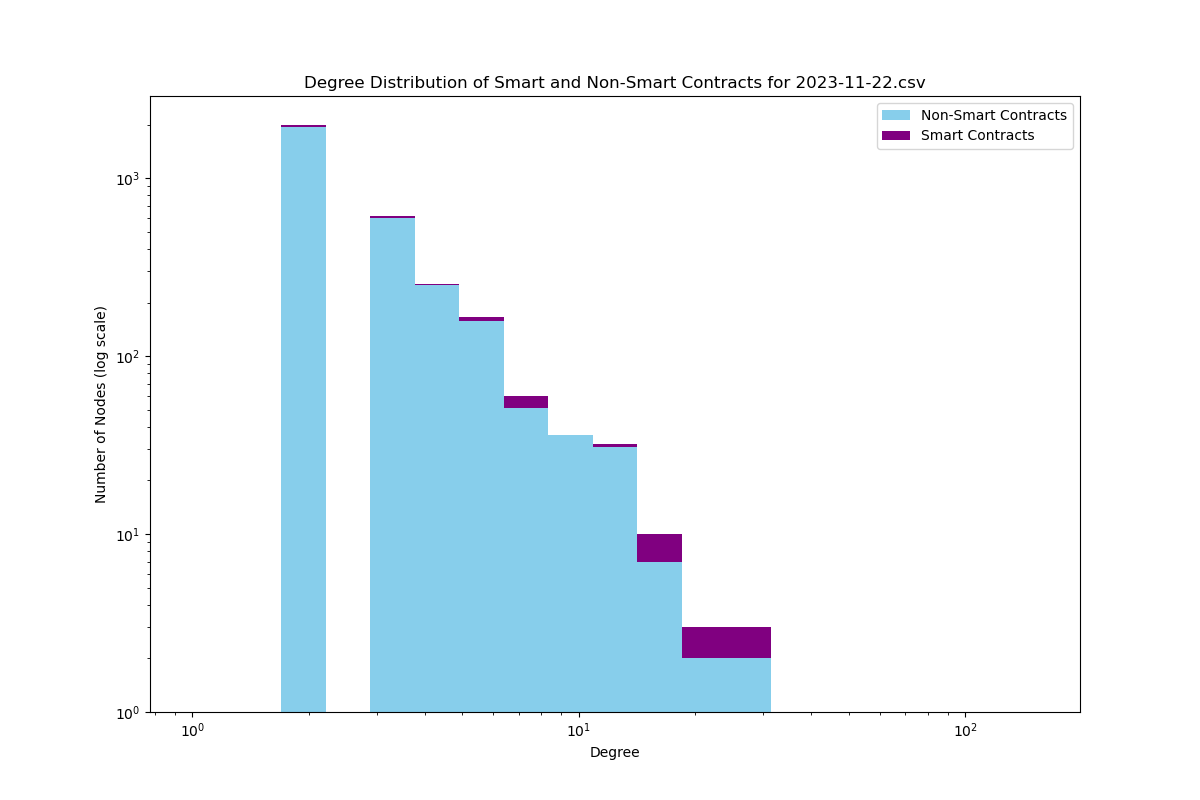 Degree Distribution of Smart and Non-Smart Contracts for 2023-11-22.csv
Non-Smart Contracts
Smart Contracts
Number of Nodes (log scale)
10³
10²
10¹
10⁰
10⁰ 10¹ 10²
Degree